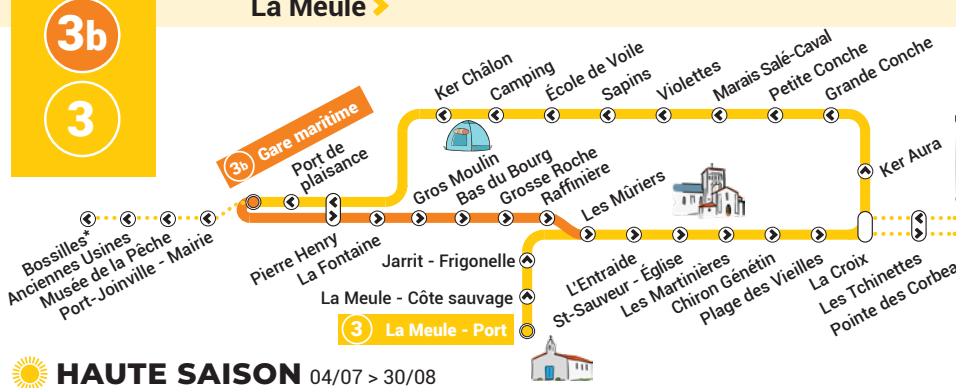 La Meule >
3b
3
3b Gare maritime
Port de
plaisance
Ker Châlon
Camping
École de Voile
Sapins
Violettes
Marais Salé-Caval
Petite Conche
Grande Conche
Ker Aura
Bossilles*
Anciennes Usines
Musée de la Pêche
Port-Joinville - Mairie
Pierre Henry
La Fontaine
Gros Moulin
Bas du Bourg
Grosse Roche
Raffinière
Les Mûriers
Jarrit - Frigonelle
La Meule - Côte sauvage
3 La Meule - Port
L'Entraide
St-Sauveur - Église
Les Martinières
Chiron Génétin
Plage des Vieilles
La Croix
Les Tchinettes
Pointe des Corbea
HAUTE SAISON 04/07 > 30/08